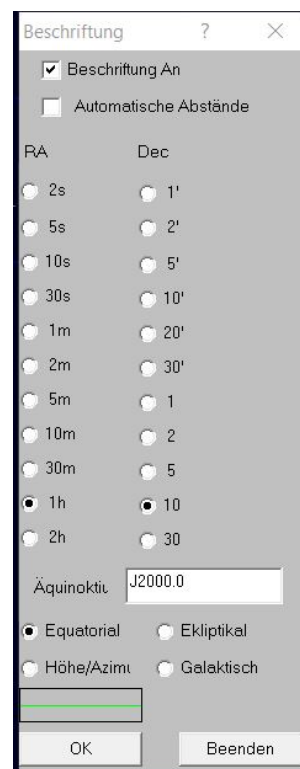 Beschriftung ?
Beschriftung An
Automatische Abstände
RA Dec
2s 1'
5s 2'
10s 5'
30s 10'
1m 20'
2m 30'
5m 1
10m 2
30m 5
1h 10
2h 30
Äquinoktiu J2000.0
Equatorial Ekliptikal
Höhe/Azimu Galaktisch
OK Beenden